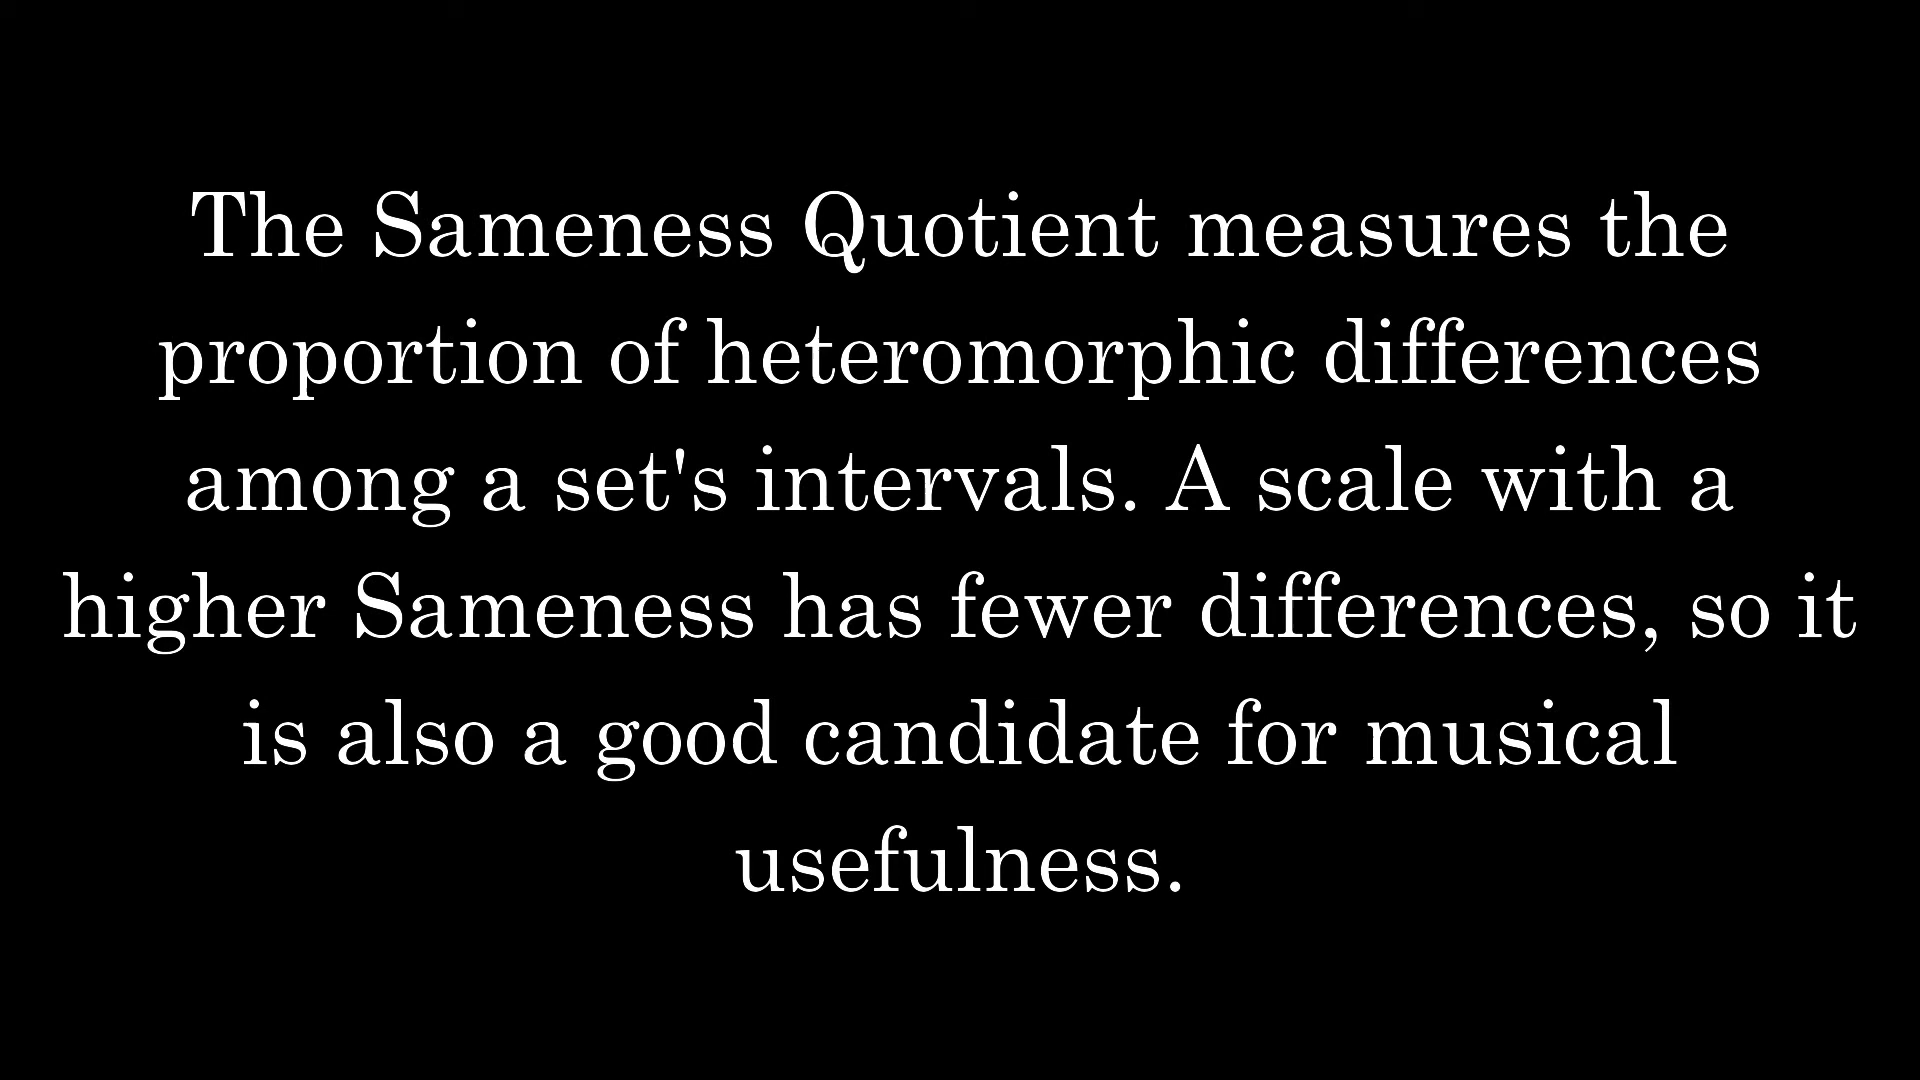 The Sameness Quotient measures the
proportion of heteromorphic differences
among a set's intervals. A scale with a
higher Sameness has fewer differences, so it
is also a good candidate for musical
usefulness.